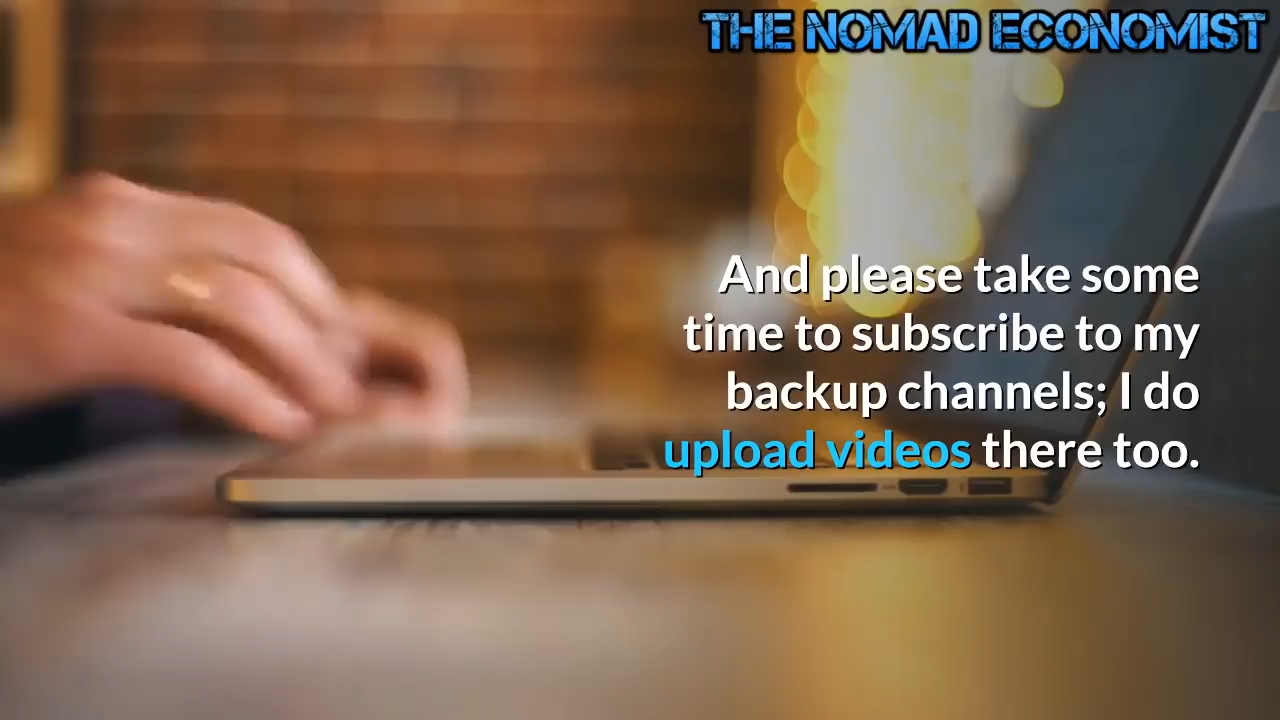 THE NOMAD ECONOMIST
And please take some
time to subscribe to my
backup channels; I do
upload videos there too.